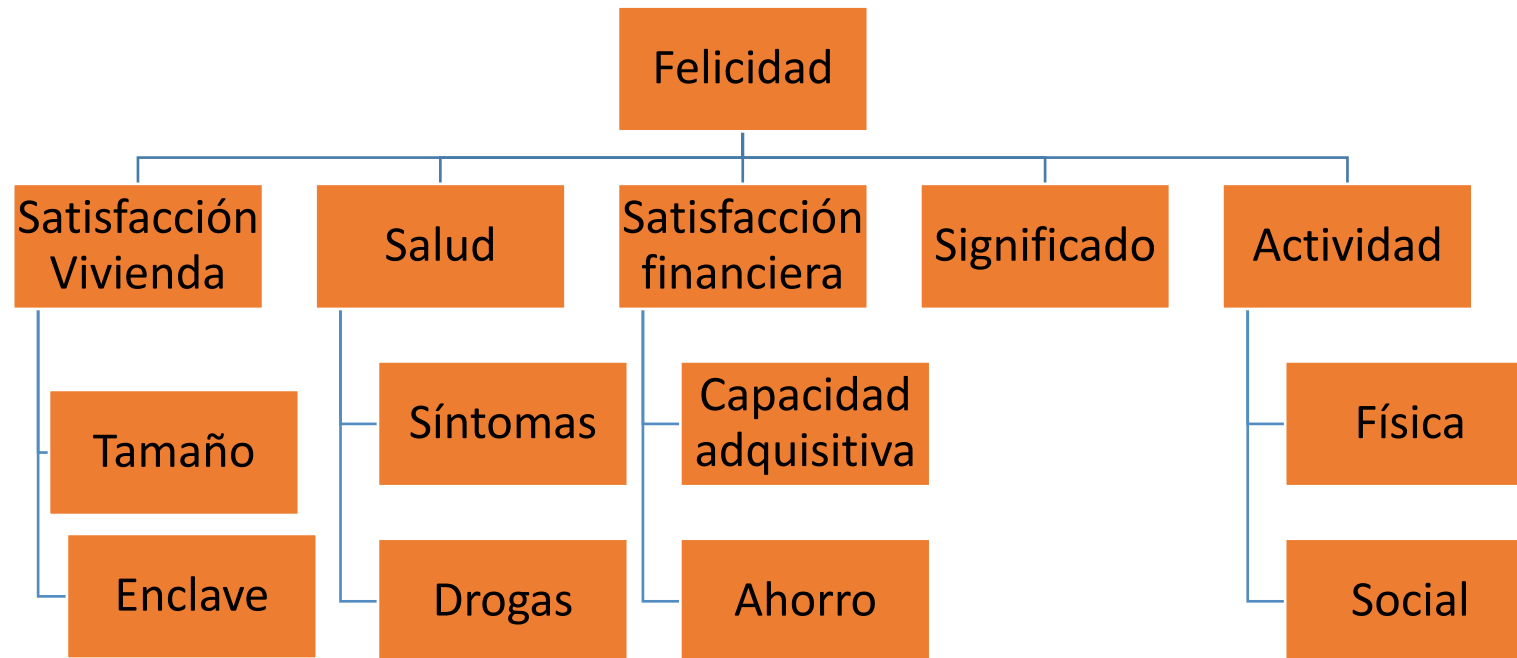 Felicidad
Satisfacción
Vivienda
Salud
Satisfacción
financiera
Significado
Actividad
Tamaño
Enclave
Síntomas
Drogas
Capacidad
adquisitiva
Ahorro
Física
Social